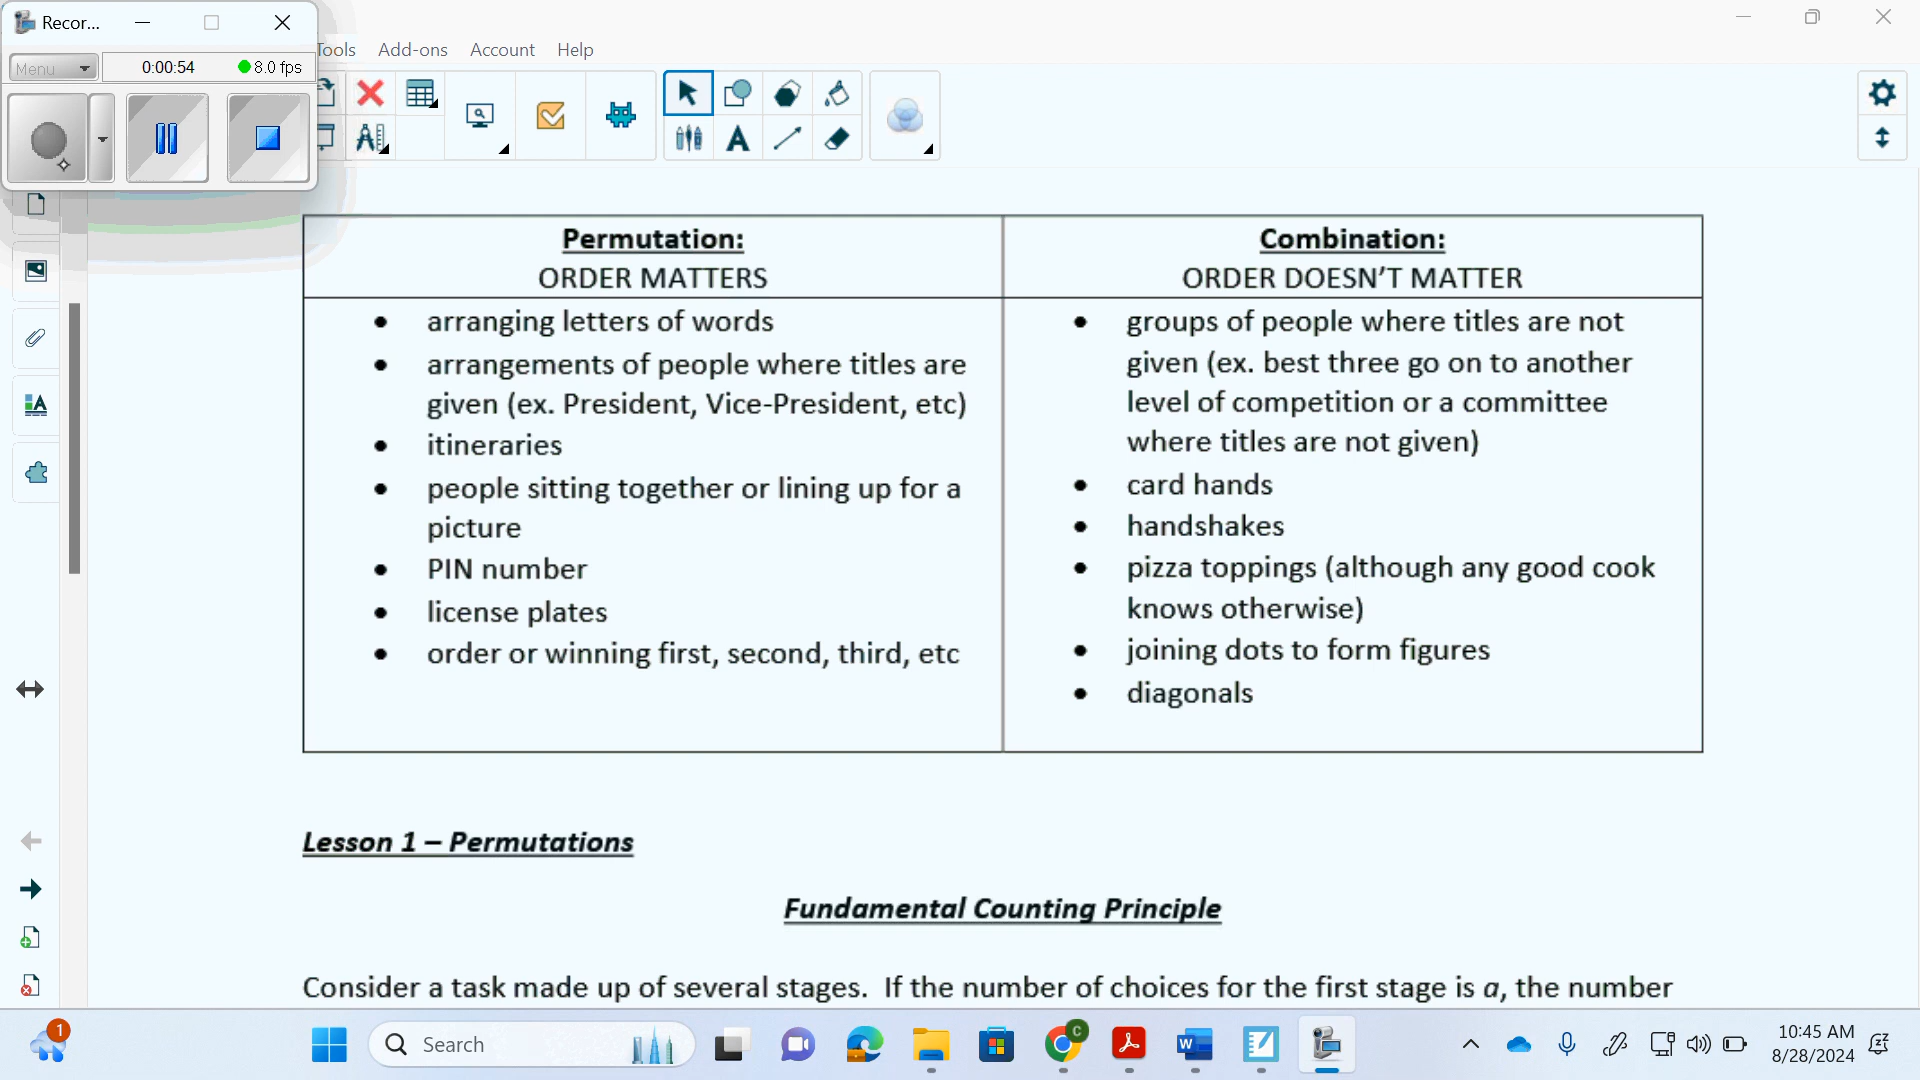 Recor...
Menu
0:00:54
8.0 fps
Tools Add-ons Account Help
Permutation:
ORDER MATTERS
• arranging letters of words
• arrangements of people where titles are
given (ex. President, Vice-President, etc)
• itineraries
• people sitting together or lining up for a
picture
• PIN number
• license plates
• order or winning first, second, third, etc
Combination:
ORDER DOESN'T MATTER
• groups of people where titles are not
given (ex. best three go on to another
level of competition or a committee
where titles are not given)
• card hands
• handshakes
• pizza toppings (although any good cook
knows otherwise)
• joining dots to form figures
• diagonals
Lesson 1 – Permutations
Fundamental Counting Principle
Consider a task made up of several stages. If the number of choices for the first stage is a, the number
1
Search
C
10:45 AM
8/28/2024